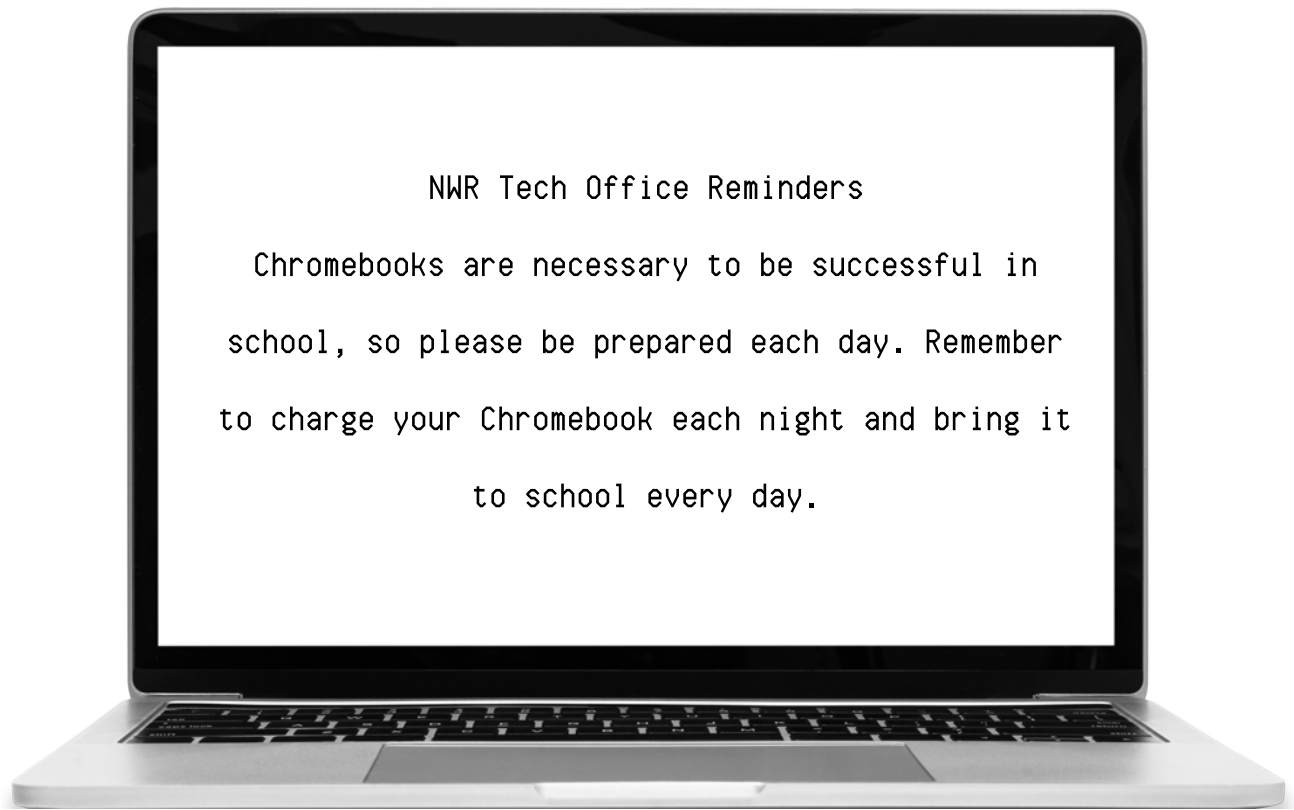 NWR Tech Office Reminders
Chromebooks are necessary to be successful in
school, so please be prepared each day. Remember
to charge your Chromebook each night and bring it
to school every day.